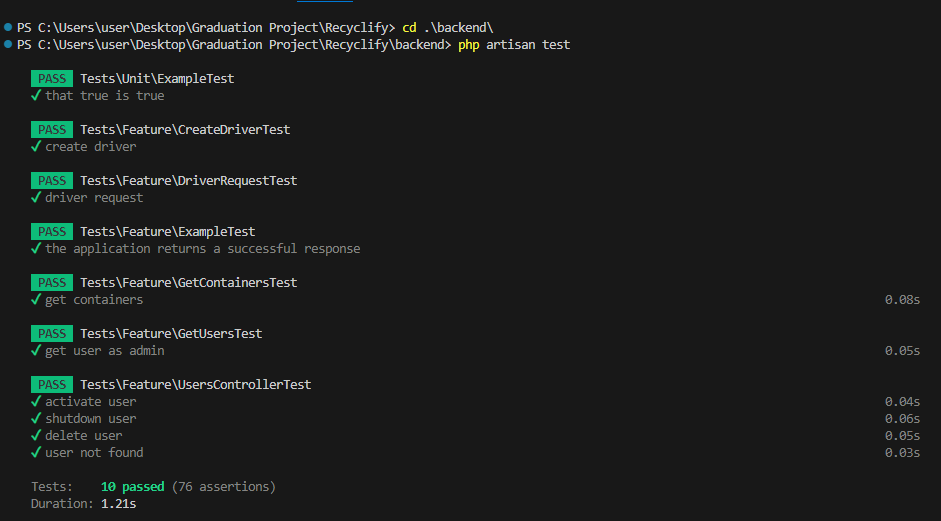 PS C:\Users\user\Desktop\Graduation Project\Recyclify> cd .\backend\
PS C:\Users\user\Desktop\Graduation Project\Recyclify\backend> php artisan test
PASS Tests\Unit\ExampleTest
✓ that true is true
PASS Tests\Feature\CreateDriverTest
✓ create driver
PASS Tests\Feature\DriverRequestTest
✓ driver request
PASS Tests\Feature\ExampleTest
✓ the application returns a successful response
PASS Tests\Feature\GetContainersTest
✓ get containers 0.08s
PASS Tests\Feature\GetUsersTest
✓ get user as admin 0.05s
PASS Tests\Feature\UsersControllerTest
✓ activate user 0.04s
✓ shutdown user 0.06s
✓ delete user 0.05s
✓ user not found 0.03s
Tests: 10 passed (76 assertions)
Duration: 1.21s